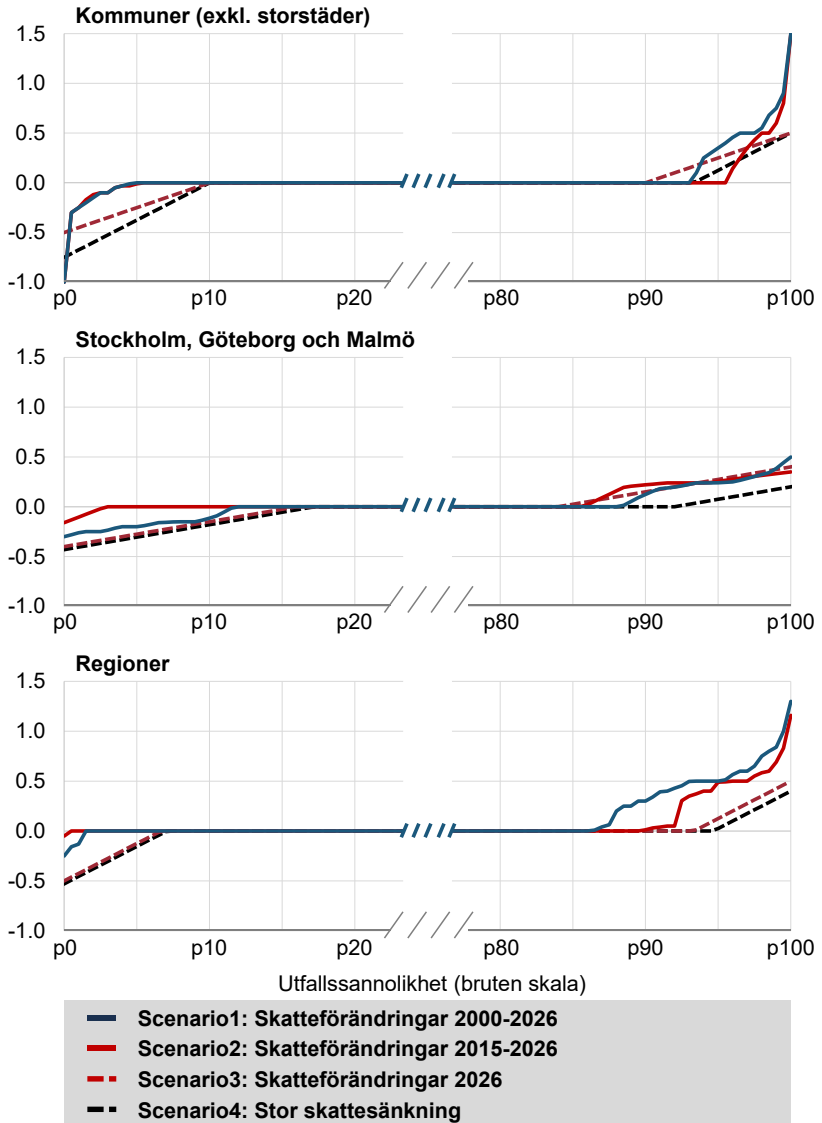 Kommuner (exkl. storstäder)
1.5
1.0
0.5
0.0
-0.5
-1.0
p0 p10 p20 p80 p90 p100
Stockholm, Göteborg och Malmö
1.5
1.0
0.5
0.0
-0.5
-1.0
p0 p10 p20 p80 p90 p100
Regioner
1.5
1.0
0.5
0.0
-0.5
-1.0
p0 p10 p20 p80 p90 p100
Utfallssannolikhet (bruten skala)
Scenario1: Skatteförändringar 2000-2026
Scenario2: Skatteförändringar 2015-2026
Scenario3: Skatteförändringar 2026
Scenario4: Stor skattesänkning